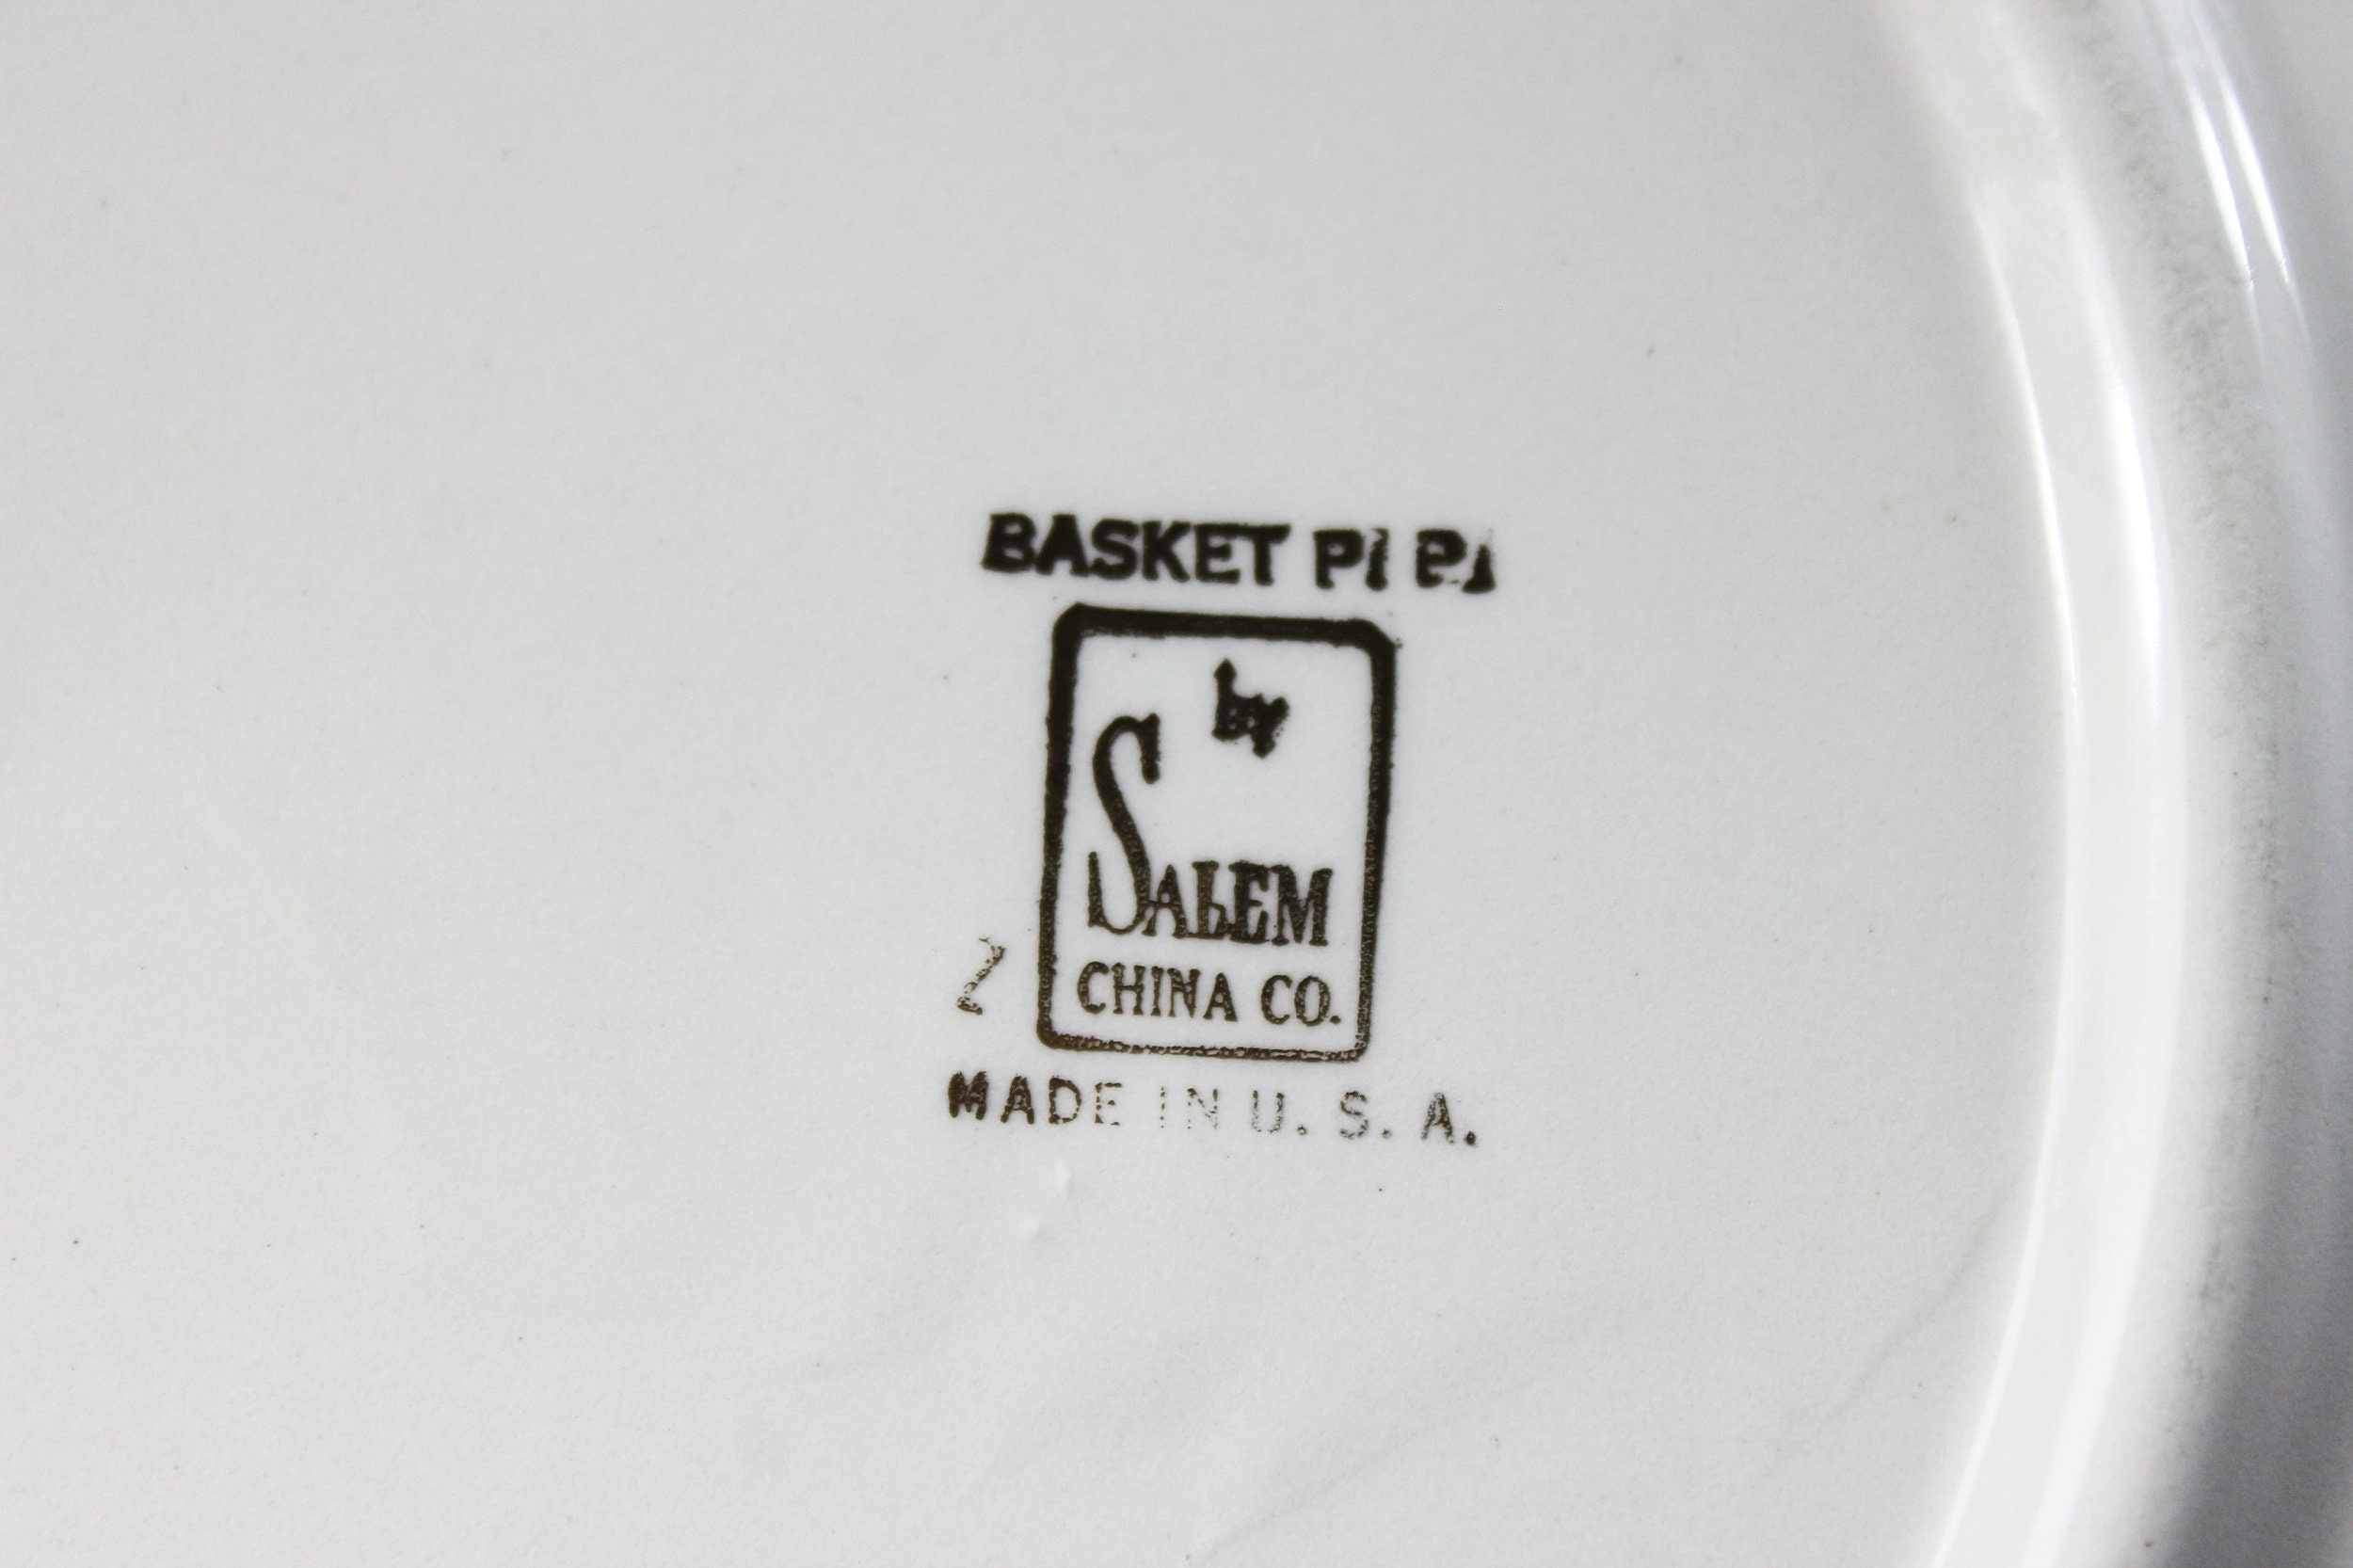 BASKET
by
SALEM
CHINA CO.
MADE IN U. S. A.